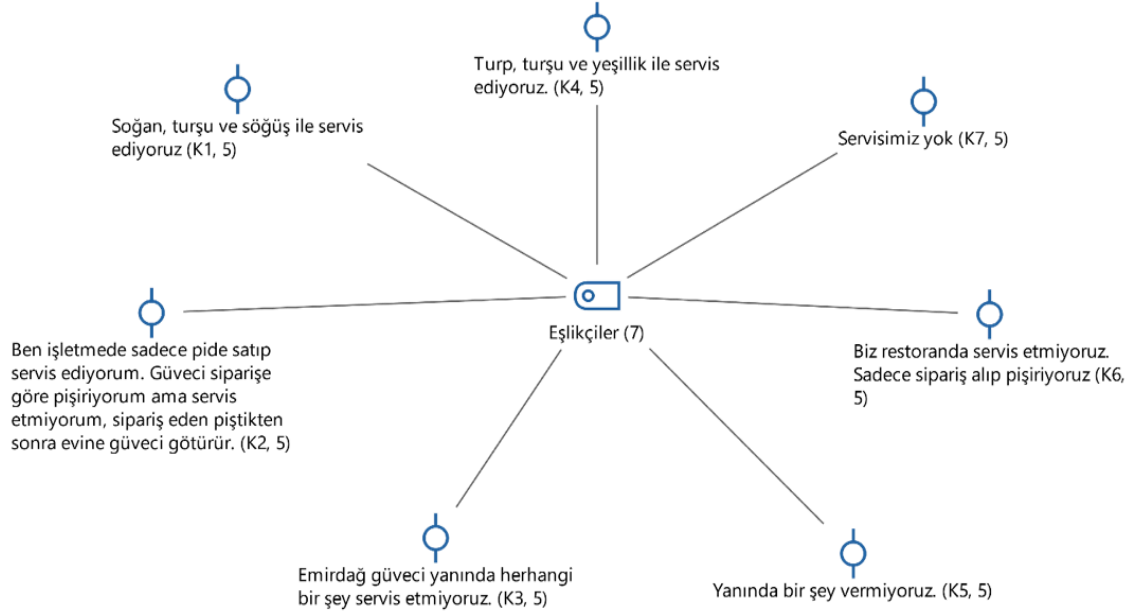 Turp, turşu ve yeşillik ile servis
ediyoruz. (K4, 5)
Soğan, turşu ve söğüş ile servis
ediyoruz (K1, 5)
Servisimiz yok (K7, 5)
Eşlikçiler (7)
Ben işletmede sadece pide satıp
servis ediyorum. Güveci siparişe
göre pişiriyorum ama servis
etmiyorum, sipariş eden piştikten
sonra evine güveci götürür. (K2, 5)
Biz restoranda servis etmiyoruz.
Sadece sipariş alıp pişiriyoruz (K6,
5)
Emirdağ güveci yanında herhangi
bir şey servis etmiyoruz. (K3, 5)
Yanında bir şey vermiyoruz. (K5, 5)